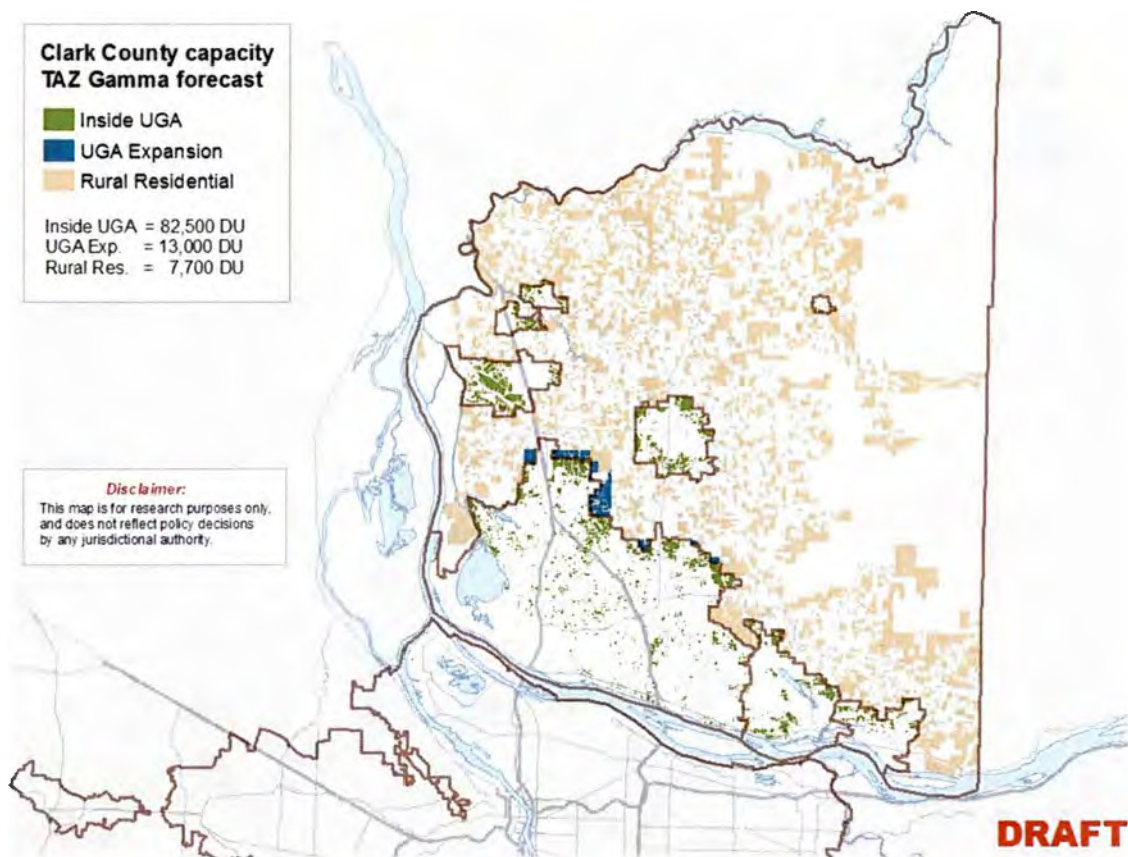 Clark County capacity
TAZ Gamma forecast
Inside UGA
UGA Expansion
Rural Residential
Inside UGA = 82,500 DU
UGA Exp. = 13,000 DU
Rural Res. = 7,700 DU
Disclaimer:
This map is for research purposes only,
and does not reflect policy decisions
by any jurisdictional authority.
DRAFT